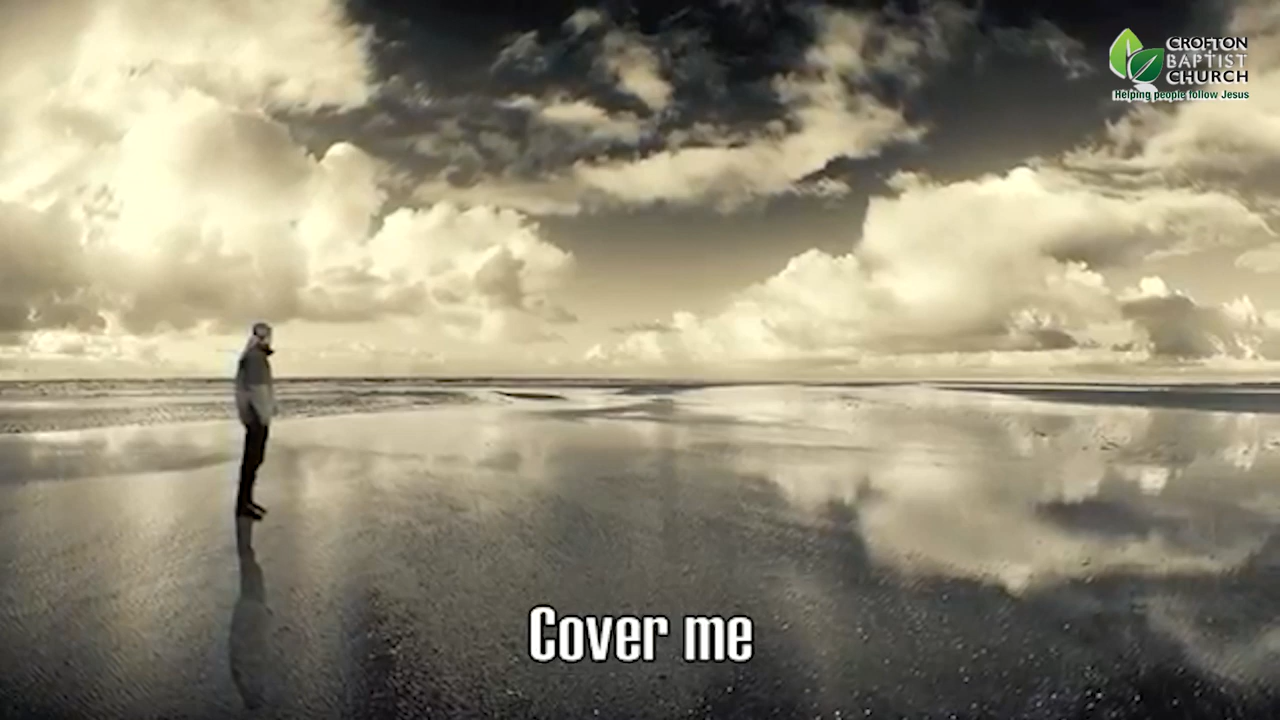 CROFTON
BAPTIST
CHURCH
Helping people follow Jesus
Cover me